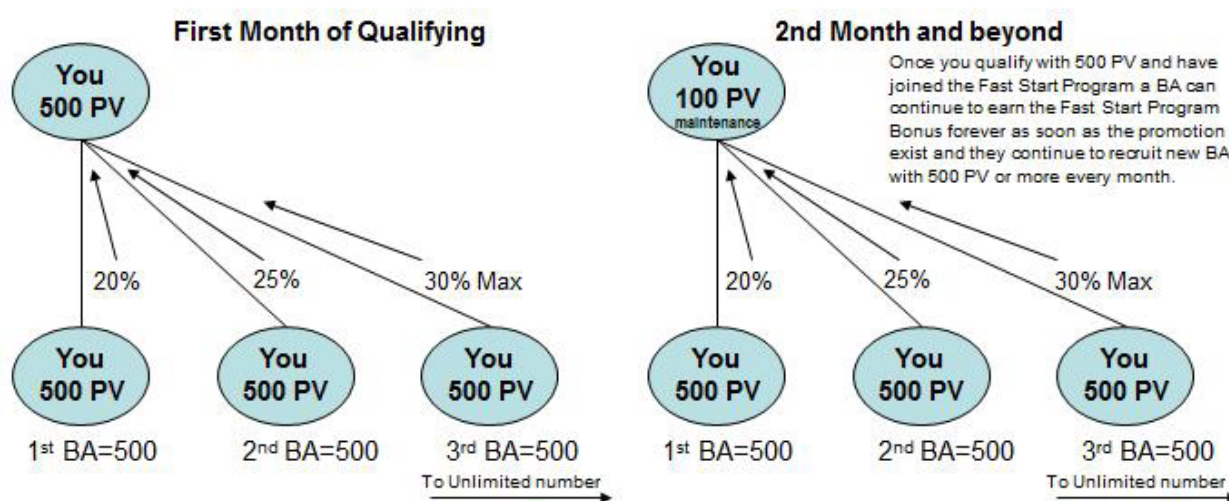 First Month of Qualifying
You
500 PV
20%
25%
30% Max
You
500 PV
You
500 PV
You
500 PV
1st BA=500
2nd BA=500
3rd BA=500
To Unlimited number
2nd Month and beyond
You
100 PV
maintenance
Once you qualify with 500 PV and have
joined the Fast Start Program a BA can
continue to earn the Fast Start Program
Bonus forever as soon as the promotion
exist and they continue to recruit new BA
with 500 PV or more every month.
20%
25%
30% Max
You
500 PV
You
500 PV
You
500 PV
1st BA=500
2nd BA=500
3rd BA=500
To Unlimited number